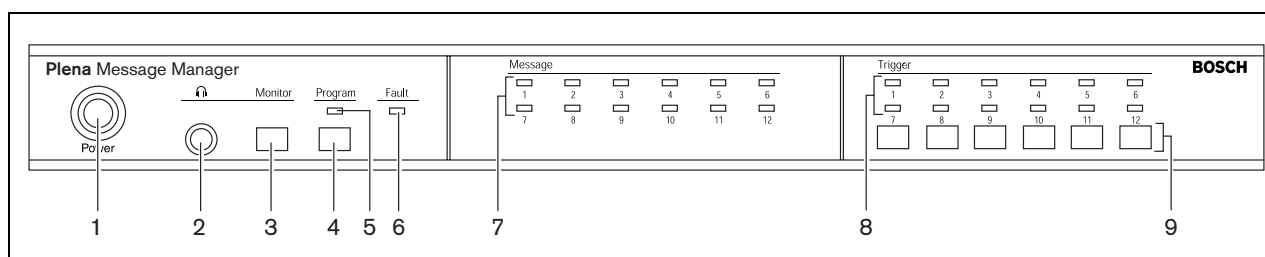 Plena Message Manager
Monitor Program Fault
Power
Message
1 2 3 4 5 6
7 8 9 10 11 12
Trigger
1 2 3 4 5 6
7 8 9 10 11 12
BOSCH
1 2 3 4 5 6 7 8 9